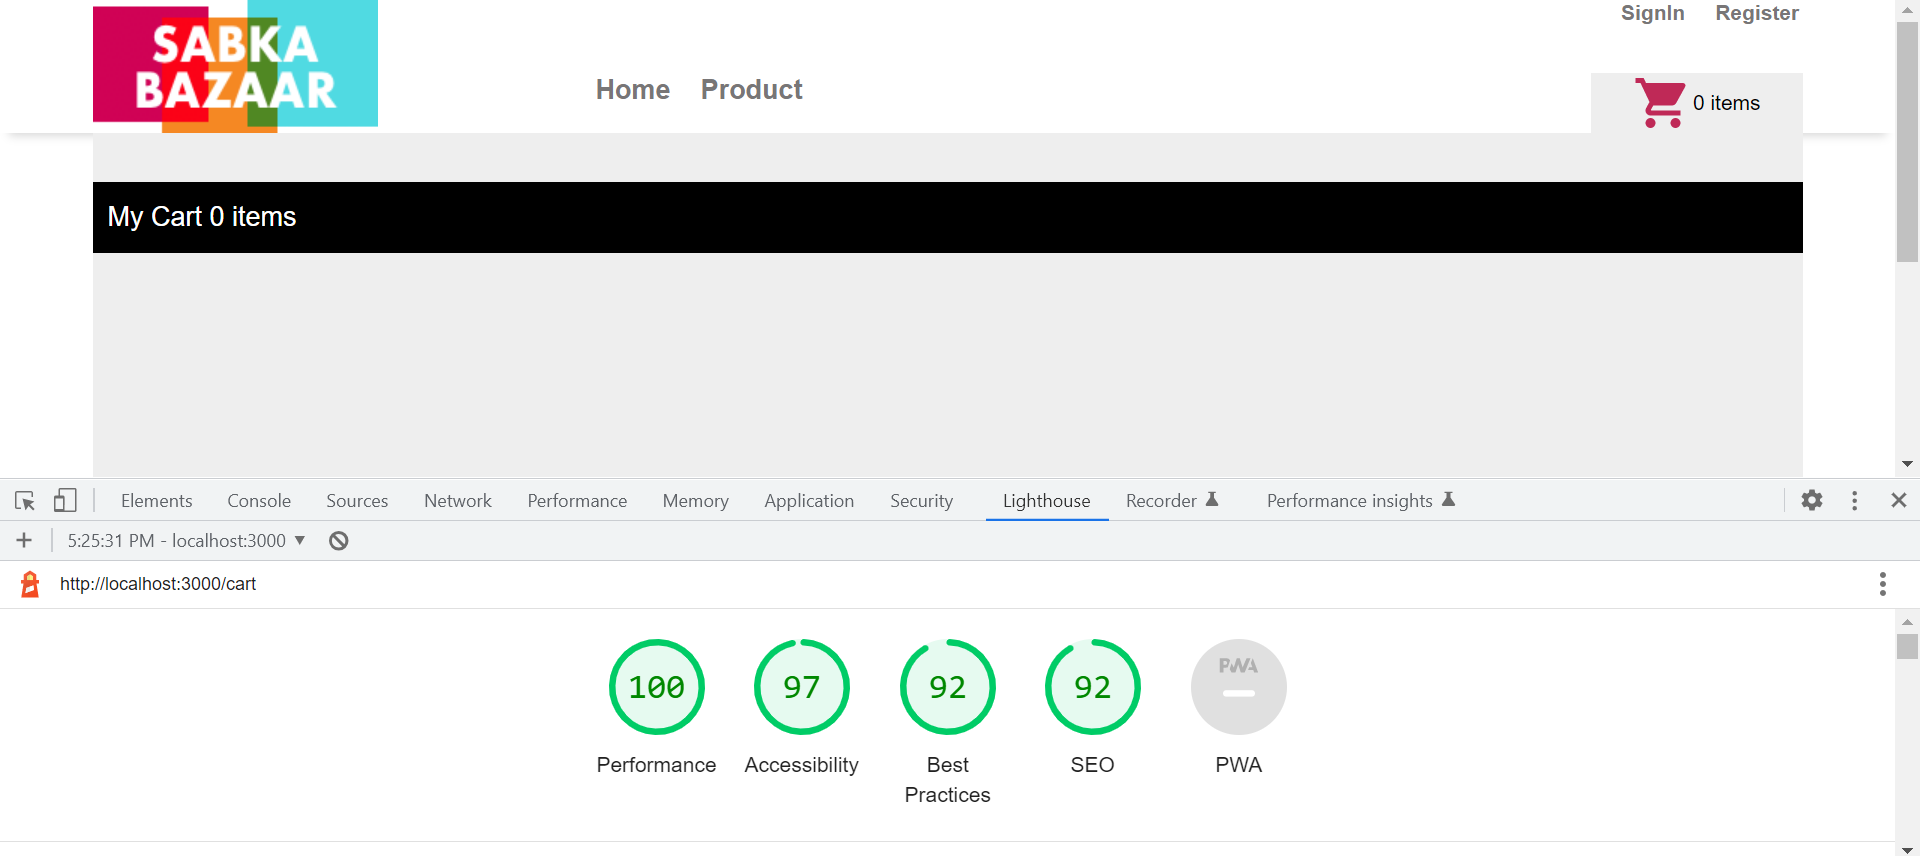 SABKA
BAZAAR
SignIn Register
Home Product
0 items
My Cart 0 items
Elements Console Sources Network Performance Memory Application Security Lighthouse Recorder Performance insights
5:25:31 PM - localhost:3000
http://localhost:3000/cart
100 97 92 92 PWA
Performance Accessibility Best Practices SEO PWA